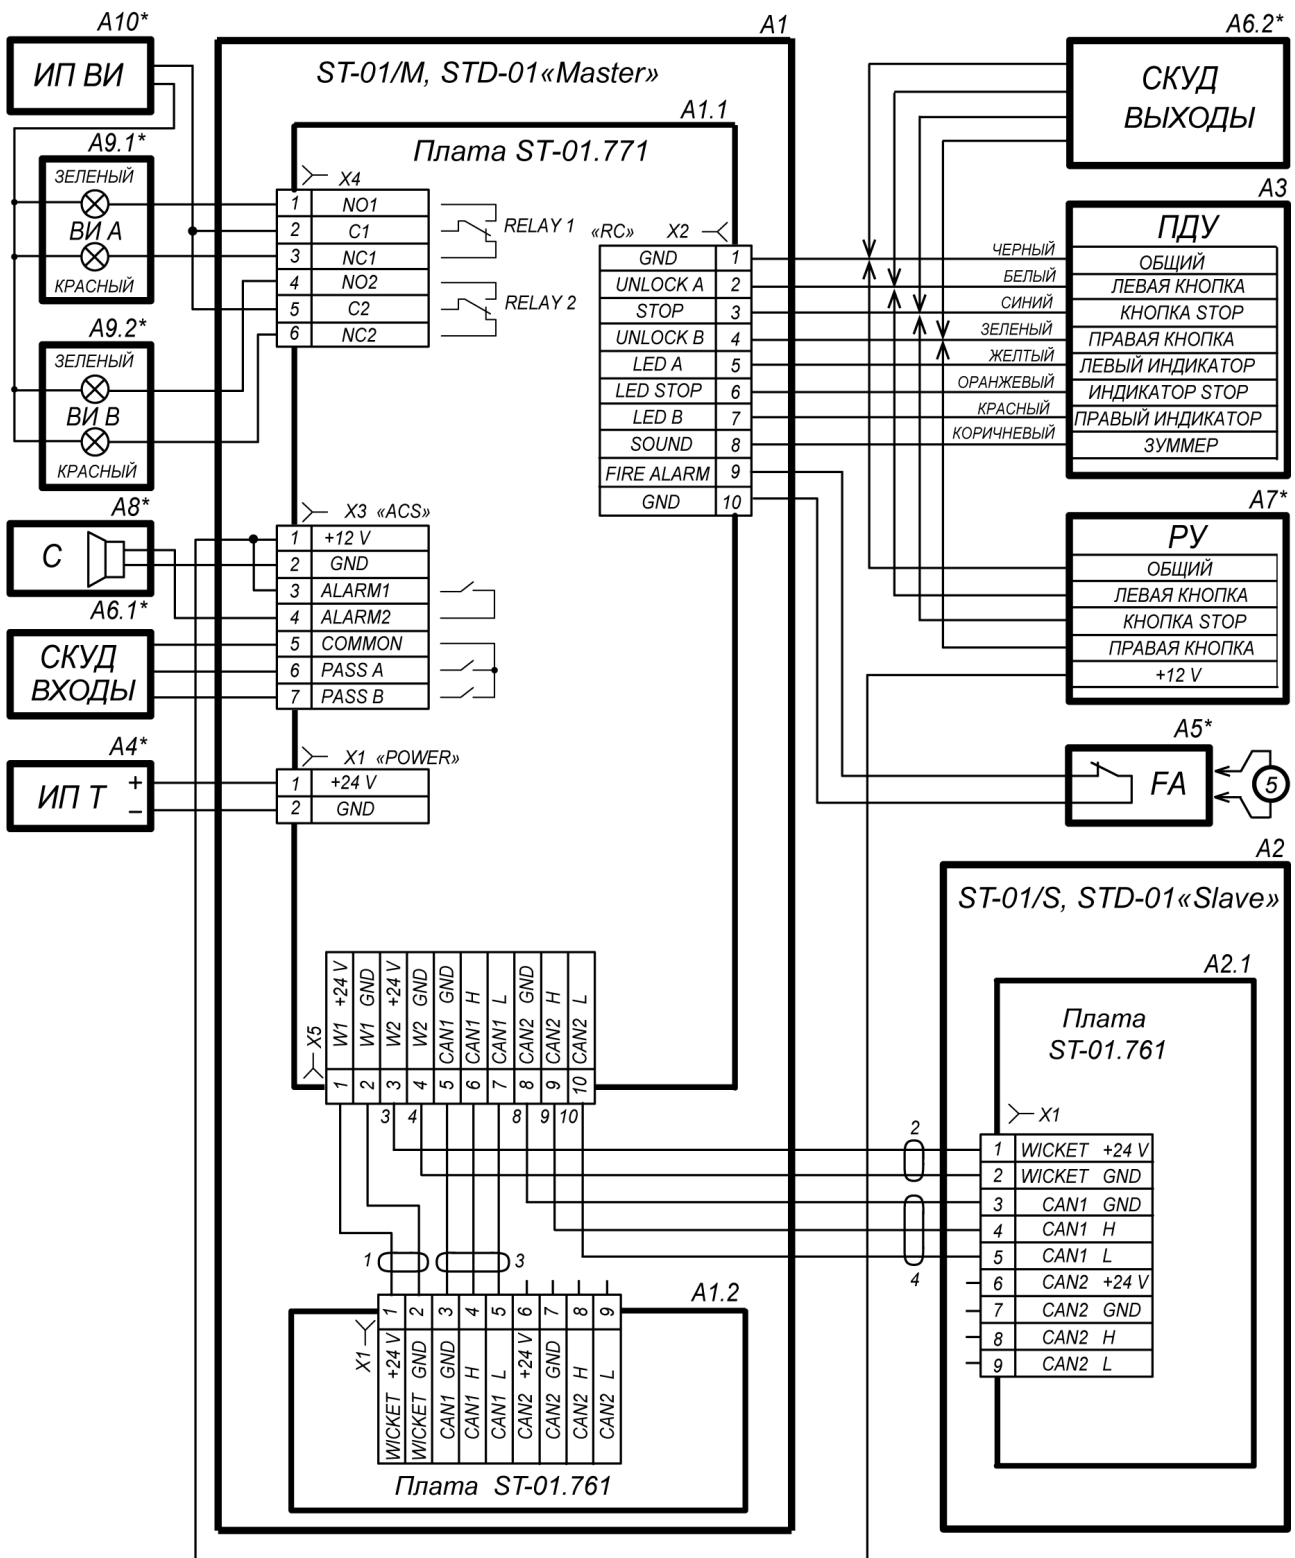 A10*
ИП ВИ
A9.1*
ЗЕЛЕНЫЙ
ВИ А
КРАСНЫЙ
A9.2*
ЗЕЛЕНЫЙ
ВИ В
КРАСНЫЙ
A8*
C
A6.1*
СКУД
ВХОДЫ
A4*
ИП Т
+
–
A1
ST-01/M, STD-01«Master»
A1.1
Плата ST-01.771
X4
1 NO1
2 C1
3 NC1
4 NO2
5 C2
6 NC2
RELAY 1
RELAY 2
X3 «ACS»
1 +12 V
2 GND
3 ALARM1
4 ALARM2
5 COMMON
6 PASS A
7 PASS B
X1 «POWER»
1 +24 V
2 GND
«RC» X2
GND 1
UNLOCK A 2
STOP 3
UNLOCK B 4
LED A 5
LED STOP 6
LED B 7
SOUND 8
FIRE ALARM 9
GND 10
X5
1 W1 +24 V
2 W1 GND
3 W2 +24 V
4 W2 GND
5 CAN1 GND
6 CAN1 H
7 CAN1 L
8 CAN2 GND
9 CAN2 H
10 CAN2 L
3 4 8 9 10
1
3
2
4
A1.2
X1
1 WICKET +24 V
2 WICKET GND
3 CAN1 GND
4 CAN1 H
5 CAN1 L
6 CAN2 +24 V
7 CAN2 GND
8 CAN2 H
9 CAN2 L
Плата ST-01.761
A6.2*
СКУД
ВЫХОДЫ
A3
ПДУ
ЧЕРНЫЙ ОБЩИЙ
БЕЛЫЙ ЛЕВАЯ КНОПКА
СИНИЙ КНОПКА STOP
ЗЕЛЕНЫЙ ПРАВАЯ КНОПКА
ЖЕЛТЫЙ ЛЕВЫЙ ИНДИКАТОР
ОРАНЖЕВЫЙ ИНДИКАТОР STOP
КРАСНЫЙ ПРАВЫЙ ИНДИКАТОР
КОРИЧНЕВЫЙ ЗУММЕР
A7*
РУ
ОБЩИЙ
ЛЕВАЯ КНОПКА
КНОПКА STOP
ПРАВАЯ КНОПКА
+12 V
A5*
FA
5
A2
ST-01/S, STD-01«Slave»
A2.1
Плата
ST-01.761
X1
1 WICKET +24 V
2 WICKET GND
3 CAN1 GND
4 CAN1 H
5 CAN1 L
6 CAN2 +24 V
7 CAN2 GND
8 CAN2 H
9 CAN2 L